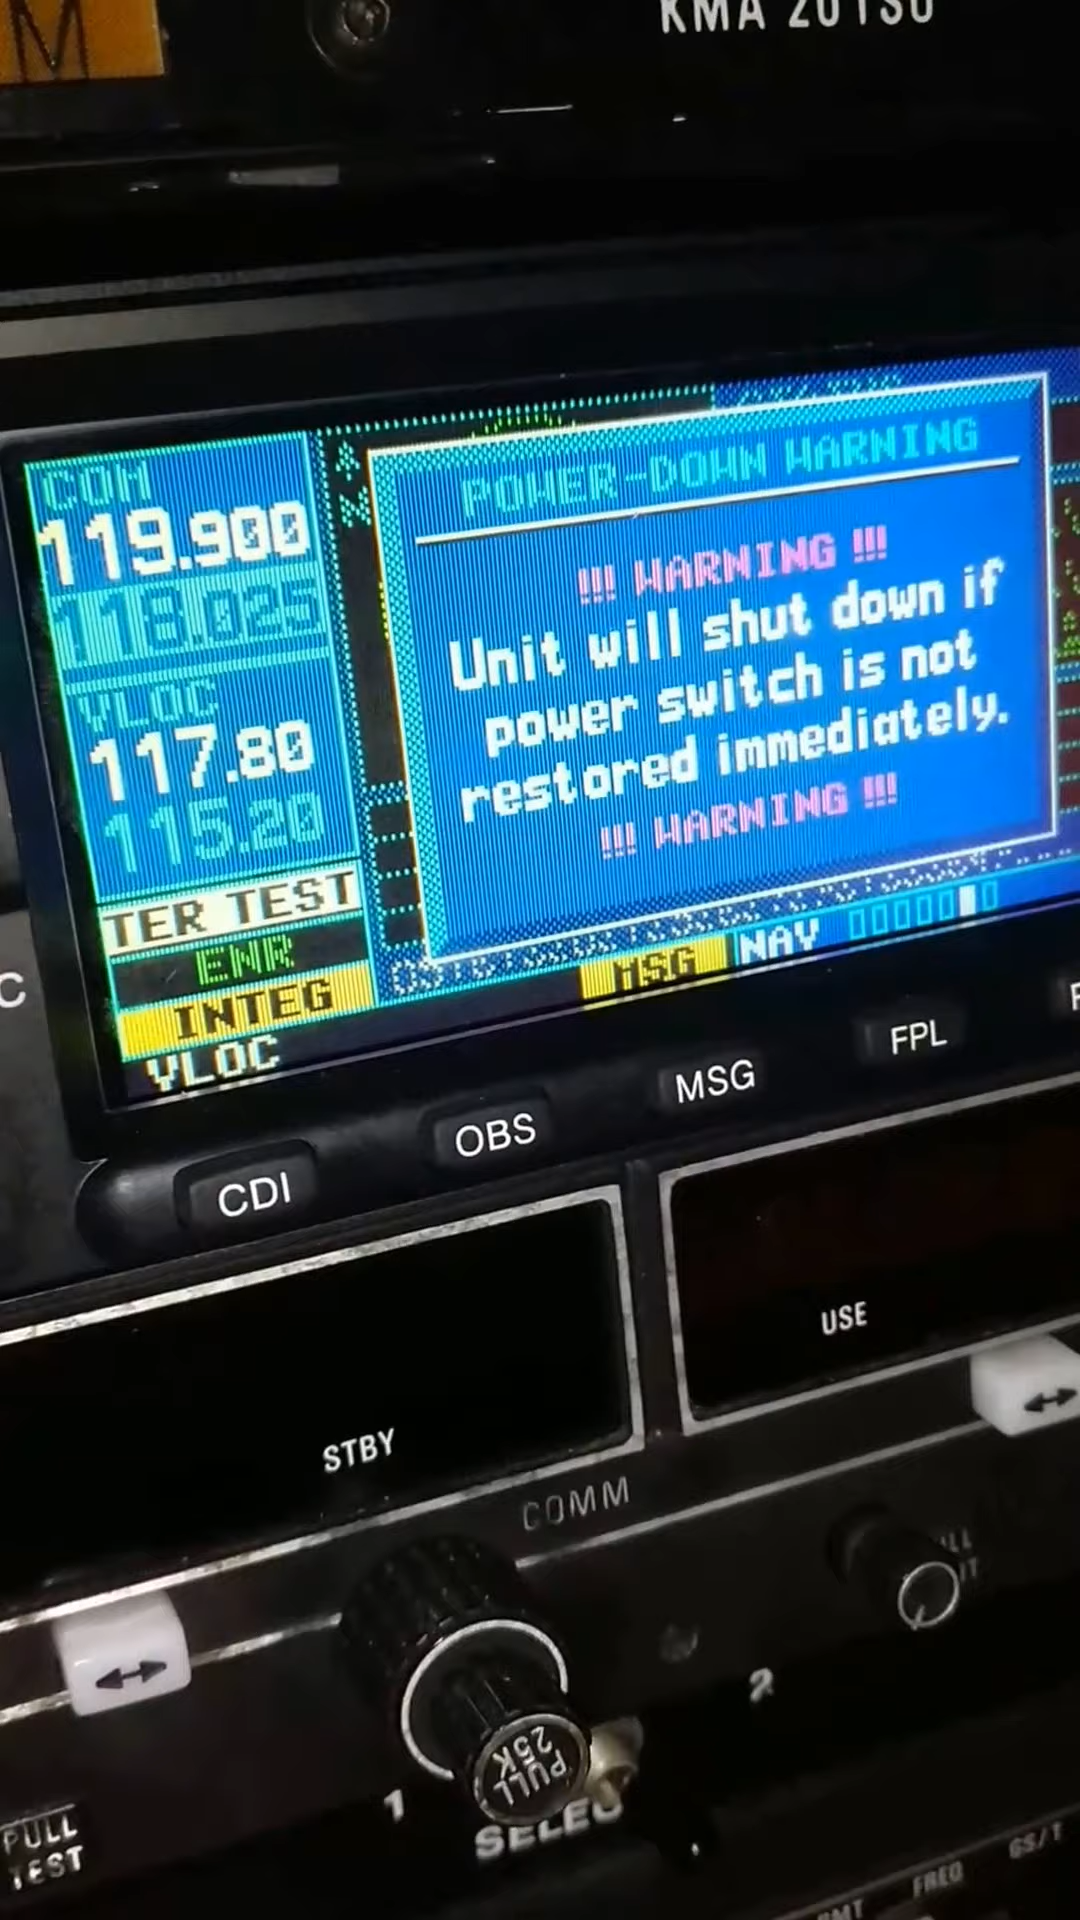 COM
119.900
118.025
VLOC
117.80
115.20
TER TEST
ENR
INTEG
VLOC
POWER-DOWN WARNING
!!! WARNING !!!
Unit will shut down if
power switch is not
restored immediately.
!!! WARNING !!!
MSG
NAV
C
CDI
OBS
MSG
FPL
STBY
USE
COMM
PULL
25K
1
2
PULL
TEST
FREQ
GS/T